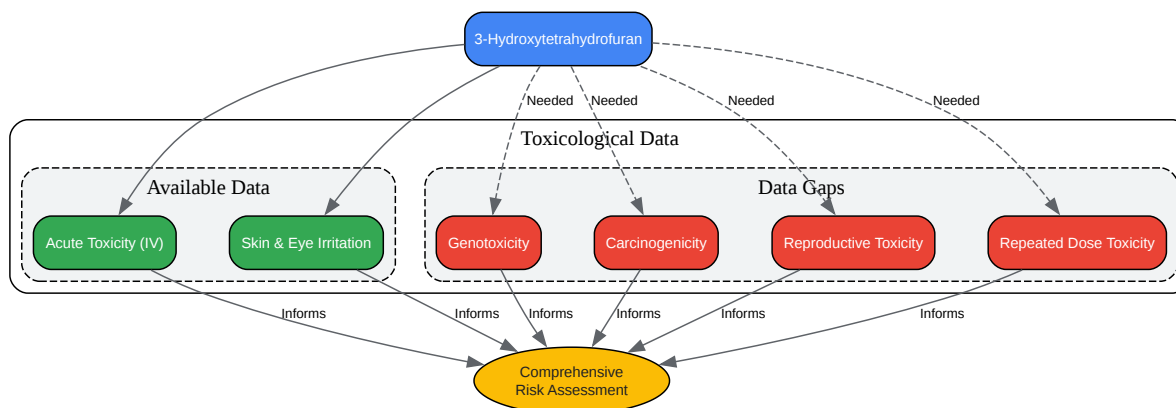 3-Hydroxytetrahydrofuran
Needed
Needed
Needed
Needed
Toxicological Data
Available Data
Data Gaps
Acute Toxicity (IV)
Skin & Eye Irritation
Genotoxicity
Carcinogenicity
Reproductive Toxicity
Repeated Dose Toxicity
Informs
Informs
Informs
Informs
Informs
Informs
Comprehensive
Risk Assessment